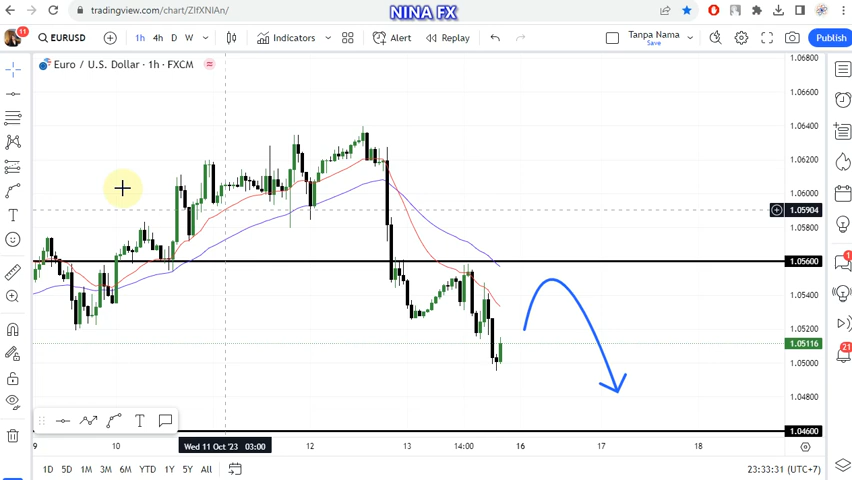 tradingview.com/chart/ZIfXNIAn/
NINA FX
11
EURUSD
1h 4h D W
Indicators
Alert
Replay
Tanpa Nama
Save
Publish
Euro / U.S. Dollar · 1h · FXCM
1.06800
1.06600
1.06400
1.06200
1.06000
1.05904
1.05800
1.05600
1.05400
1.05200
1.05116
1.05000
1.04800
1.04600
1
21
T
T
9 10 Wed 11 Oct '23 03:00 12 13 14:00 16 17 18
1D 5D 1M 3M 6M YTD 1Y 5Y All
23:33:31 (UTC+7)